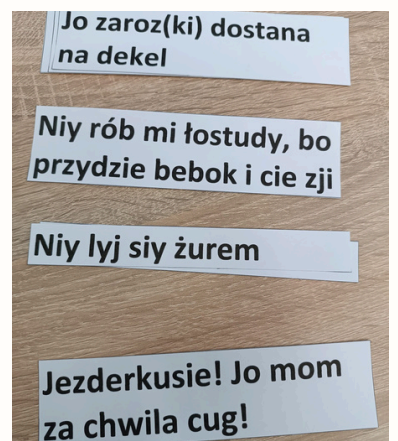 Jo zaroz(ki) dostana
na dekel
Niy rób mi łostudy, bo
przydzie bebok i cie zji
Niy lyj siy żurem
Jezderkusie! Jo mom
za chwila cug!